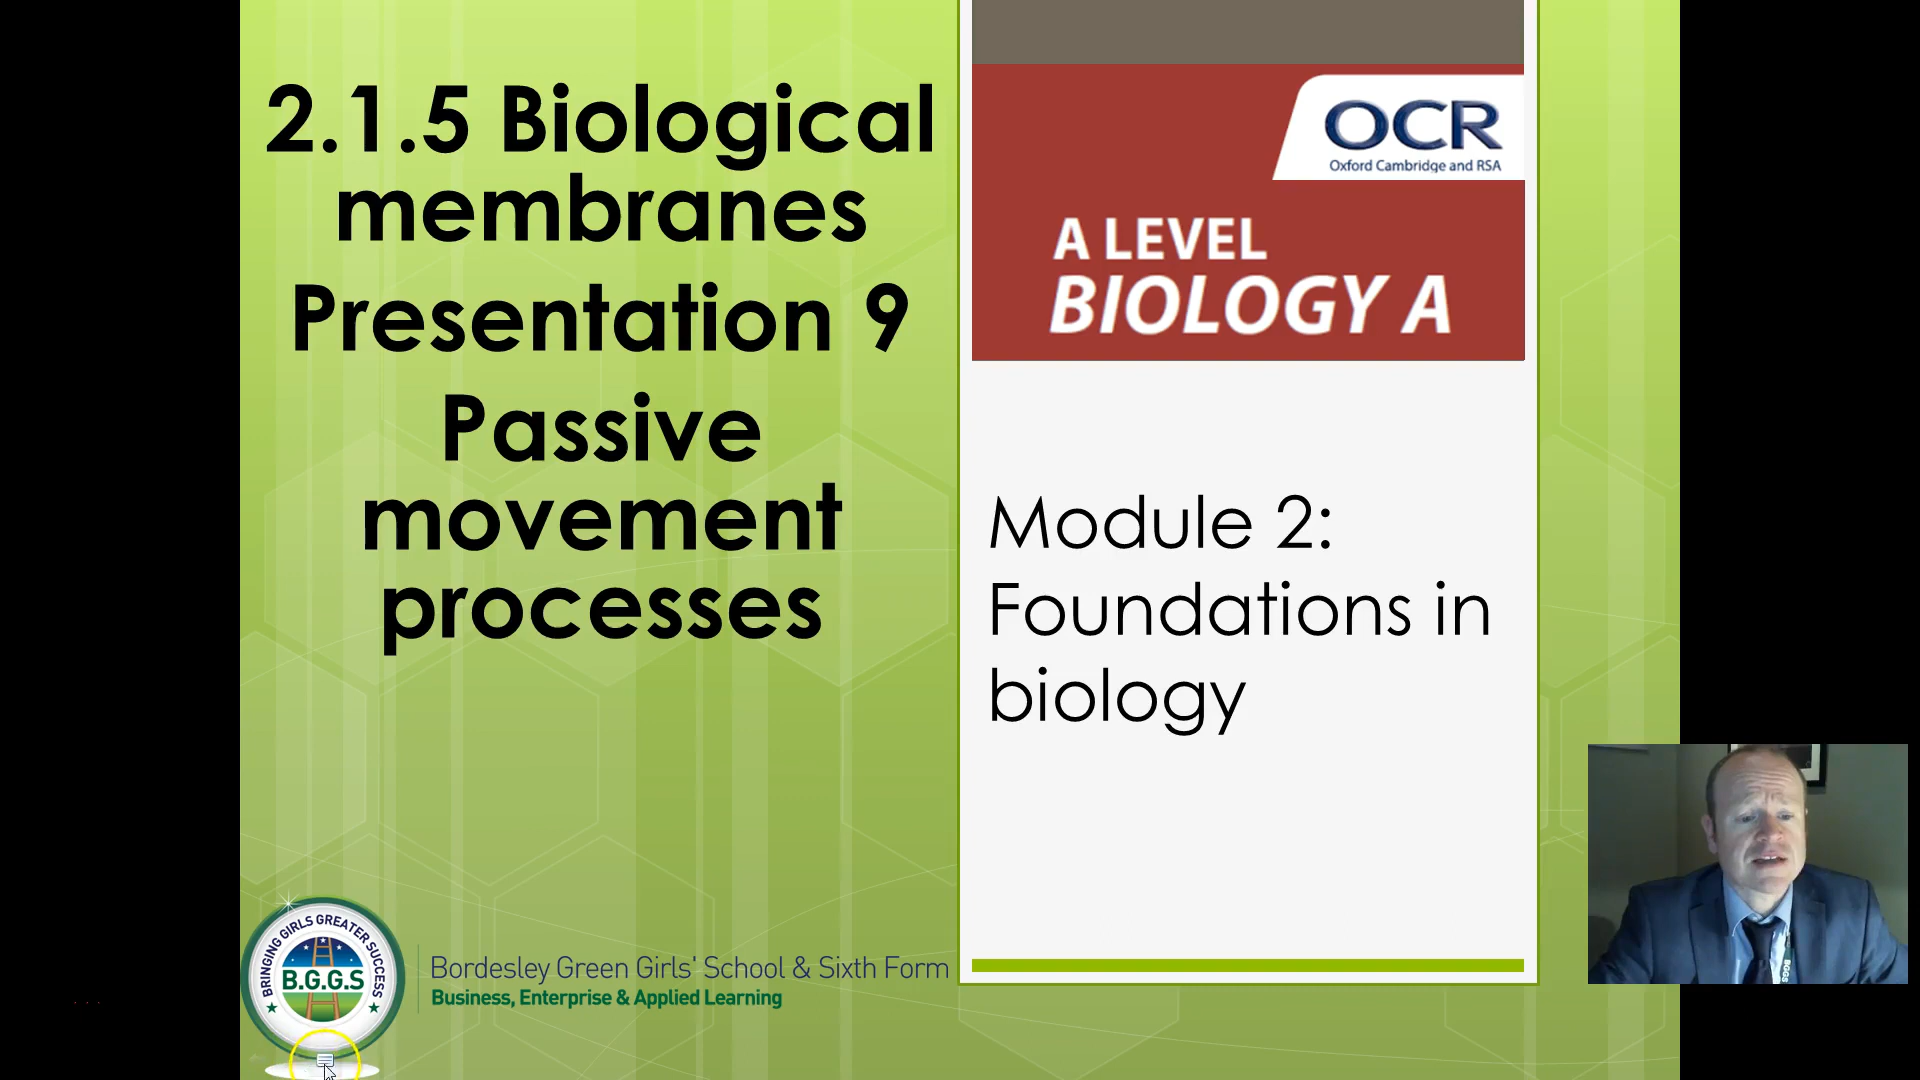 2.1.5 Biological
membranes
Presentation 9
Passive
movement
processes
OCR
Oxford Cambridge and RSA
A LEVEL
BIOLOGY A
Module 2:
Foundations in
biology
BRINGING GIRLS GREATER SUCCESS
B.G.G.S
Bordesley Green Girls' School & Sixth Form
Business, Enterprise & Applied Learning
BGGS